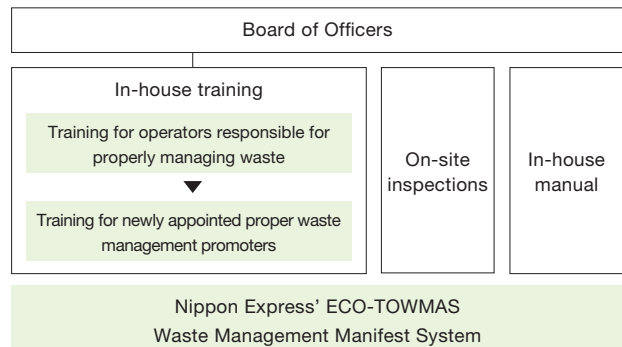 Board of Officers
In-house training
Training for operators responsible for
properly managing waste
Training for newly appointed proper waste
management promoters
On-site
inspections
In-house
manual
Nippon Express’ ECO-TOWMAS
Waste Management Manifest System